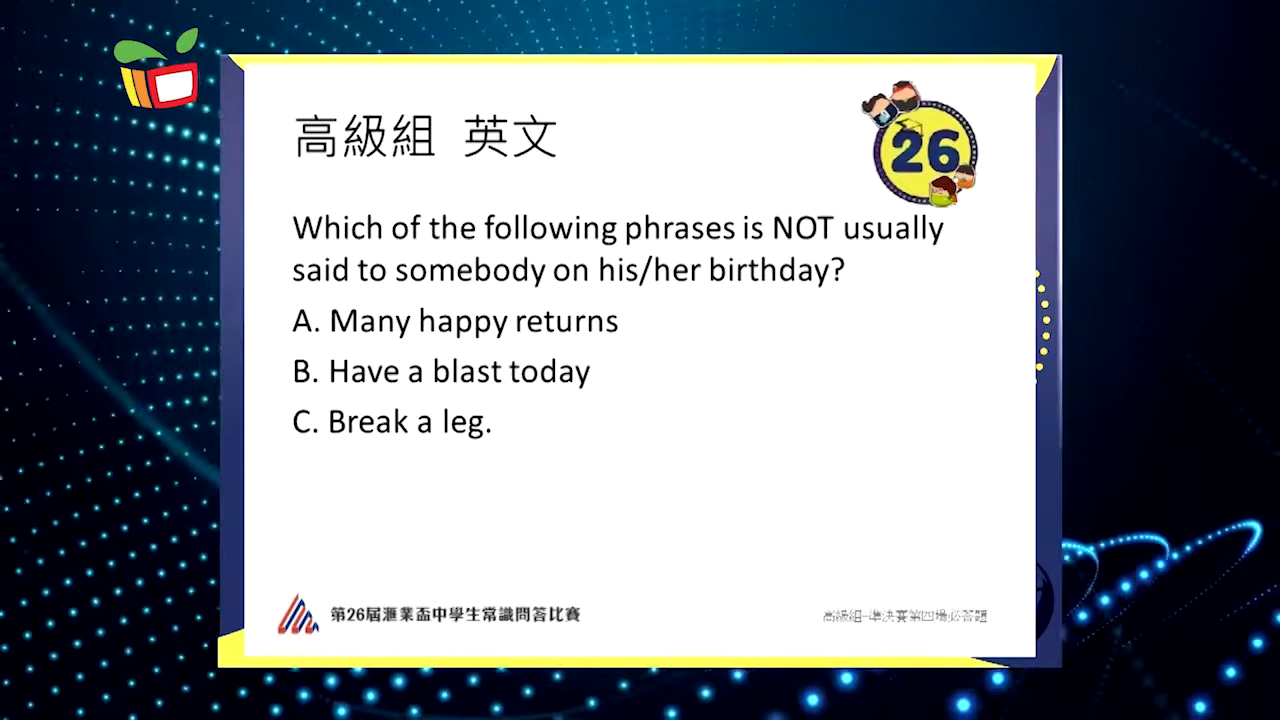 高級組 英文
26
Which of the following phrases is NOT usually
said to somebody on his/her birthday?
A. Many happy returns
B. Have a blast today
C. Break a leg.
第26屆滙業盃中學生常識問答比賽
高級組-準決賽第四場必答題